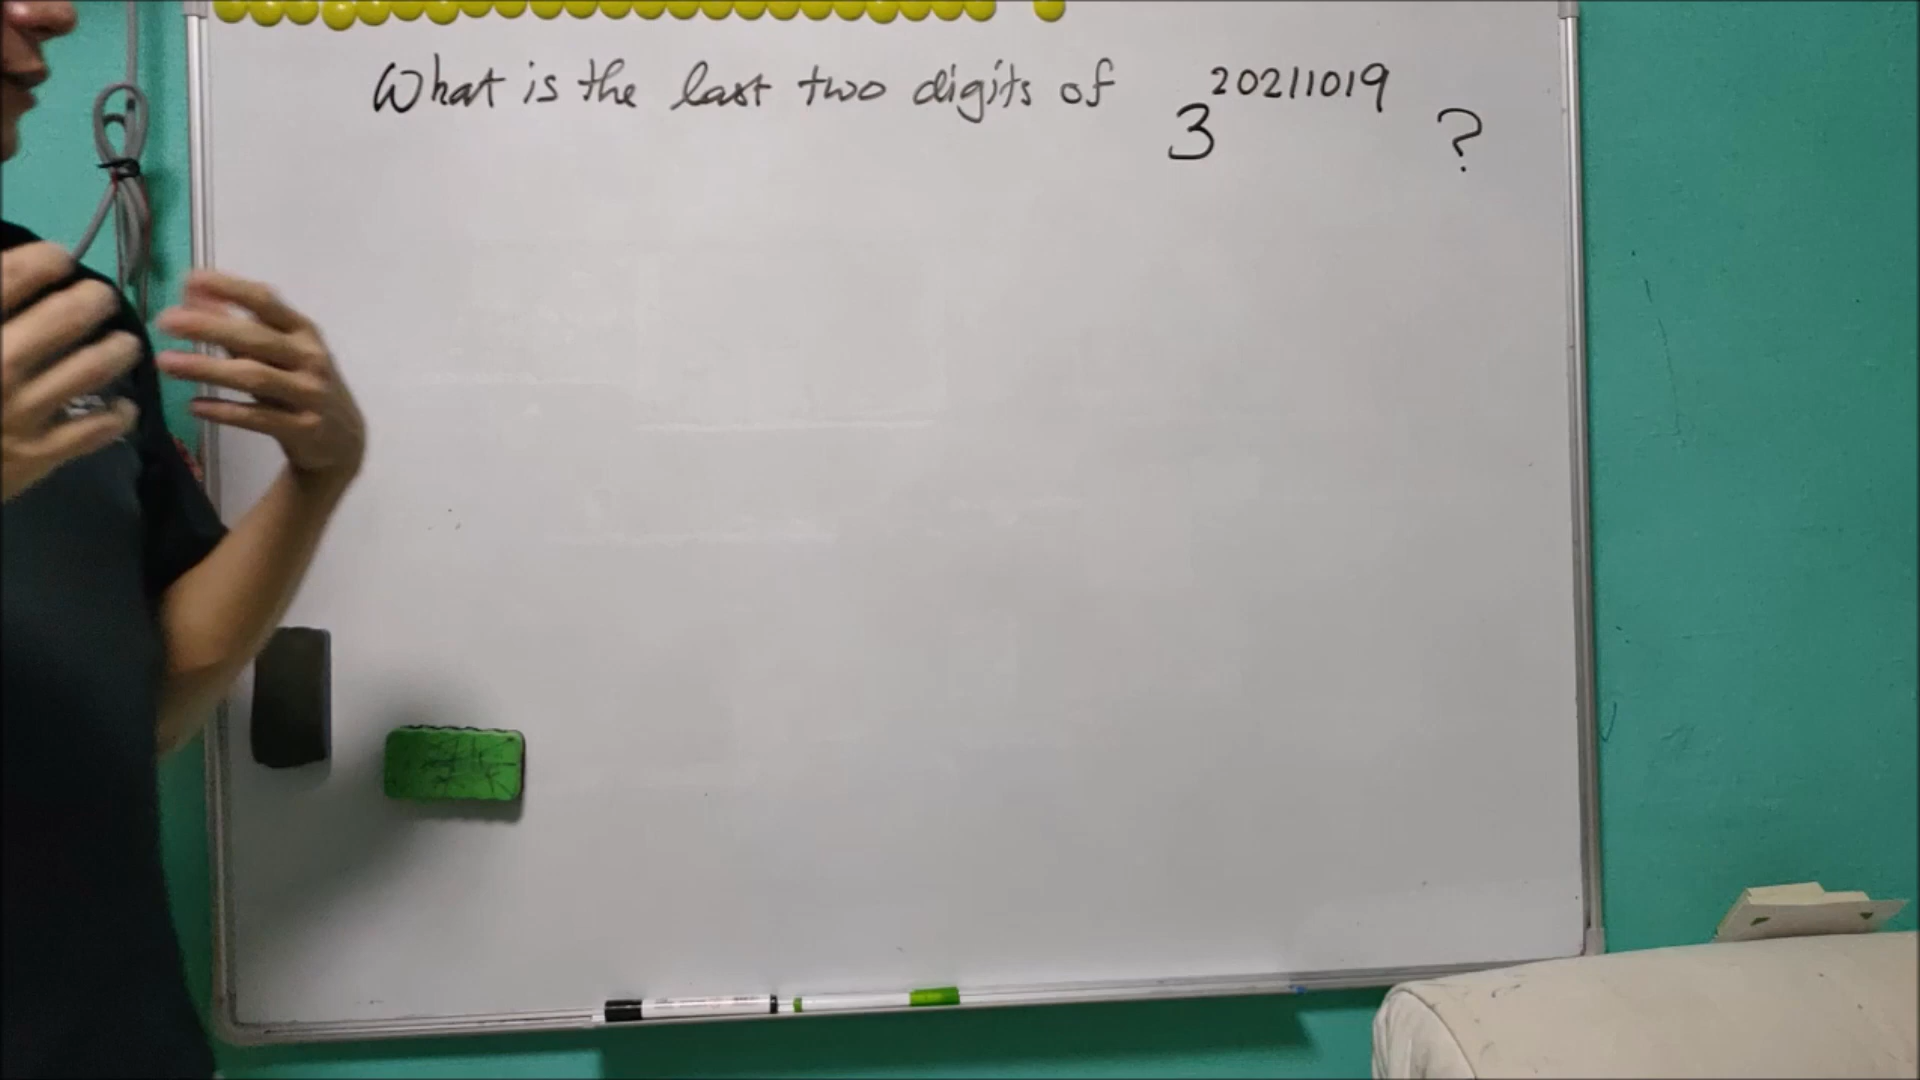 What is the last two digits of 3^20211019 ?